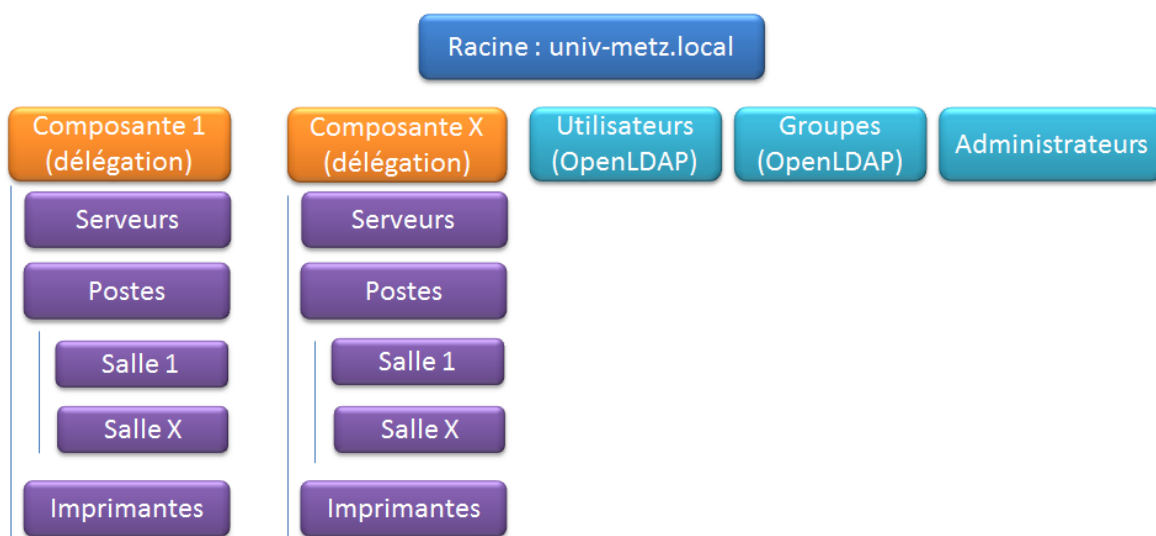 Racine : univ-metz.local
Composante 1
(délégation)
Serveurs
Postes
Salle 1
Salle X
Imprimantes
Composante X
(délégation)
Serveurs
Postes
Salle 1
Salle X
Imprimantes
Utilisateurs
(OpenLDAP)
Groupes
(OpenLDAP)
Administrateurs